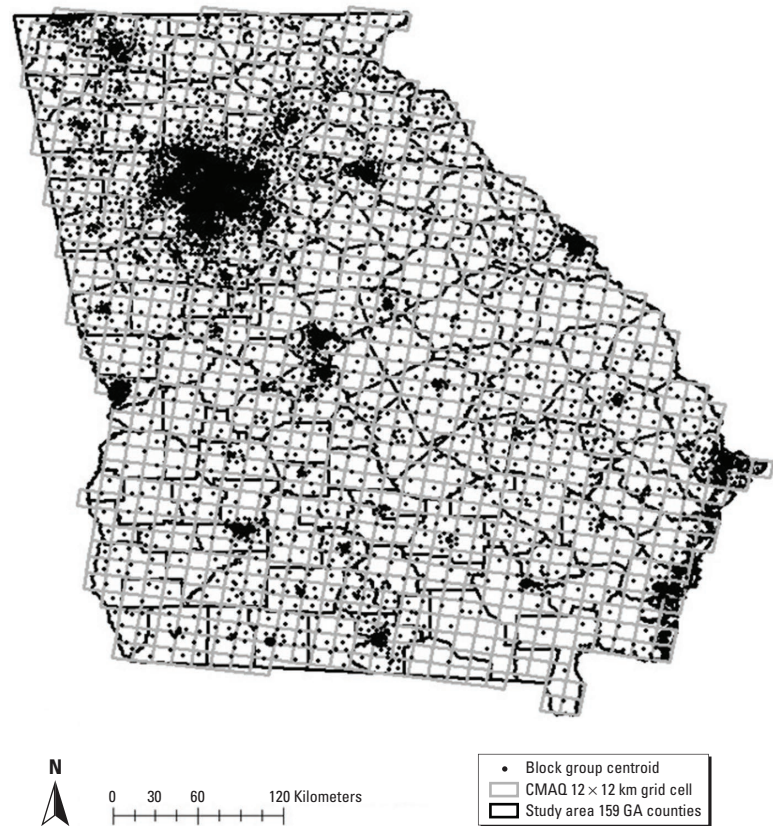 N
0 30 60 120 Kilometers
Block group centroid
CMAQ 12 × 12 km grid cell
Study area 159 GA counties